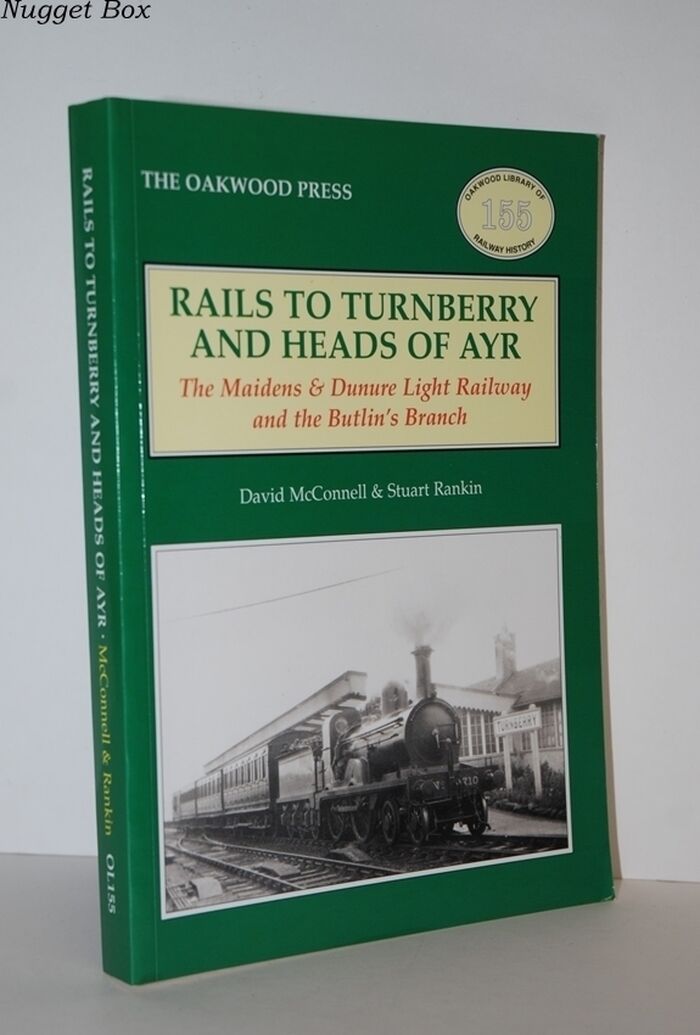 Nugget Box
THE OAKWOOD PRESS
OAKWOOD LIBRARY OF
155
RAILWAY HISTORY
RAILS TO TURNBERRY
AND HEADS OF AYR
The Maidens & Dunure Light Railway
and the Butlin's Branch
David McConnell & Stuart Rankin
TURNBERRY
RAILS TO TURNBERRY AND HEADS OF AYR · McConnell & Rankin OL155